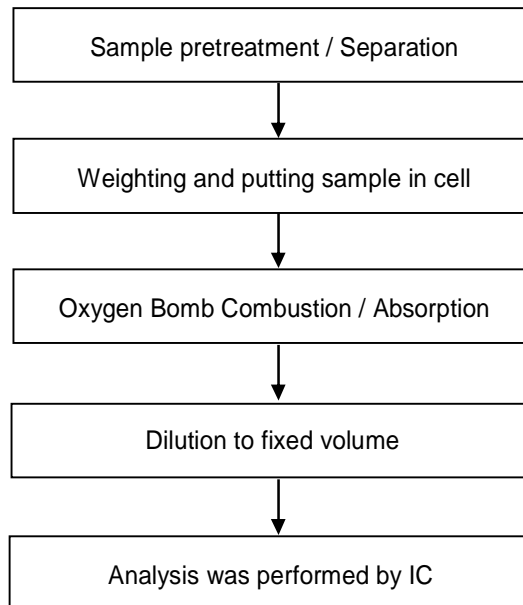 Sample pretreatment / Separation
Weighting and putting sample in cell
Oxygen Bomb Combustion / Absorption
Dilution to fixed volume
Analysis was performed by IC